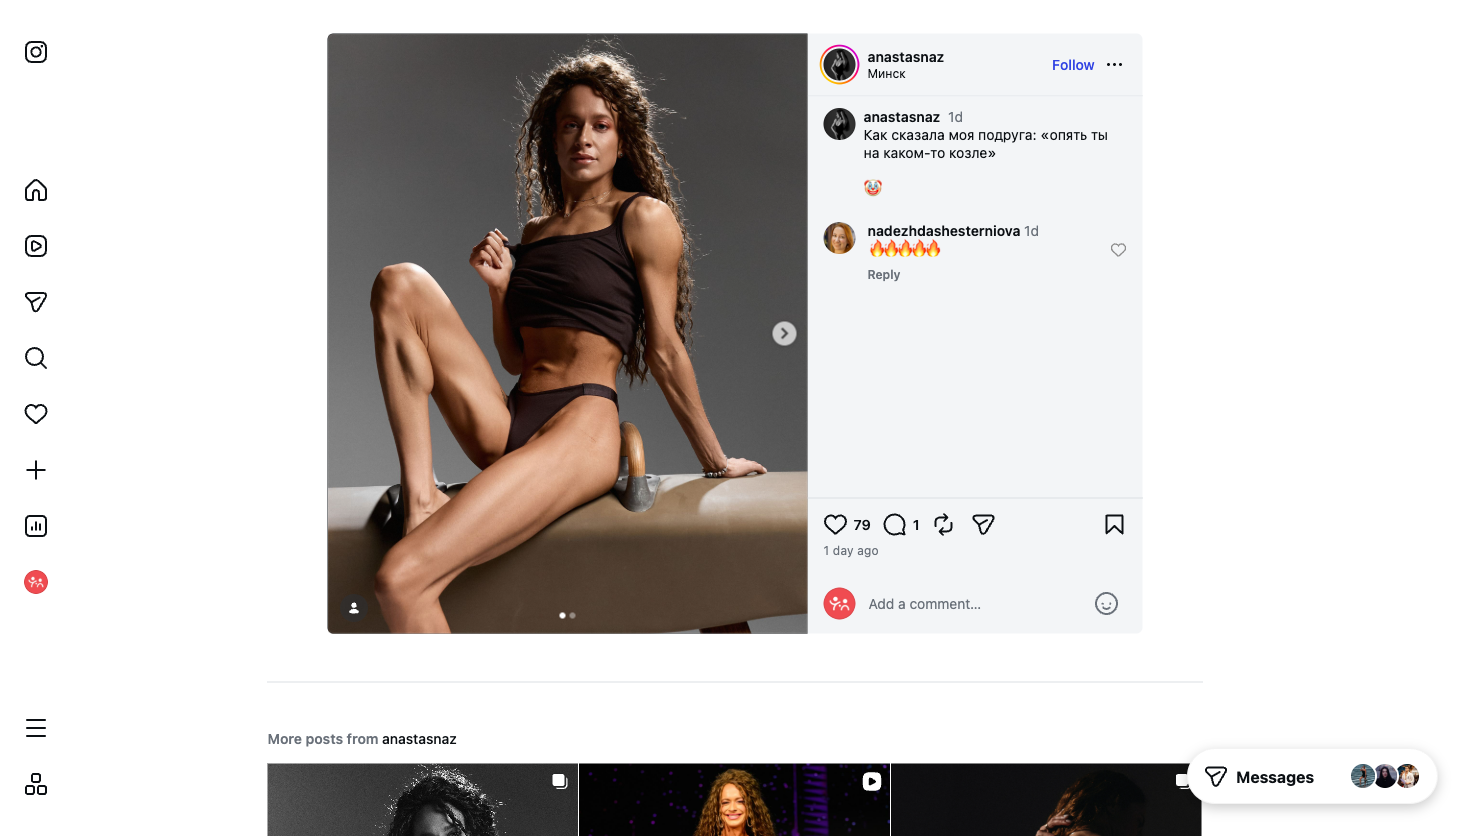 anastasnaz
Минск
Follow
anastasnaz 1d
Как сказала моя подруга: «опять ты
на каком-то козле»
🤡
nadezhdashesterniova 1d
🔥🔥🔥🔥🔥
Reply
79
1
1 day ago
Add a comment...
More posts from anastasnaz
Messages